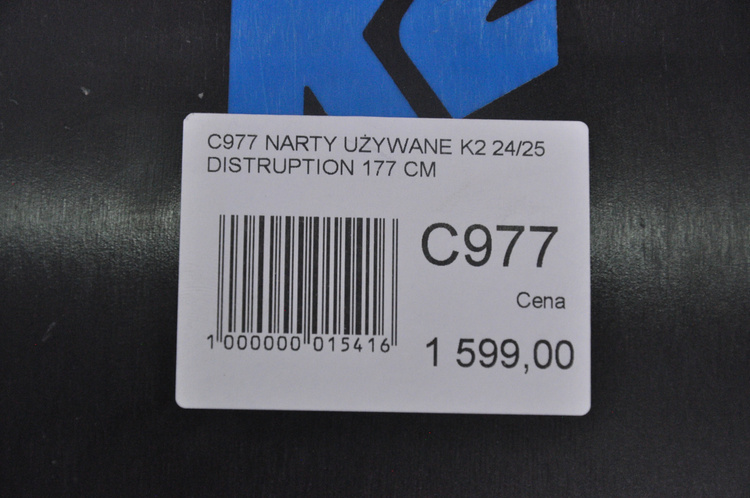 C977 NARTY UŻYWANE K2 24/25
DISTRUPTION 177 CM
C977
Cena
1 000000 015416
1 599,00